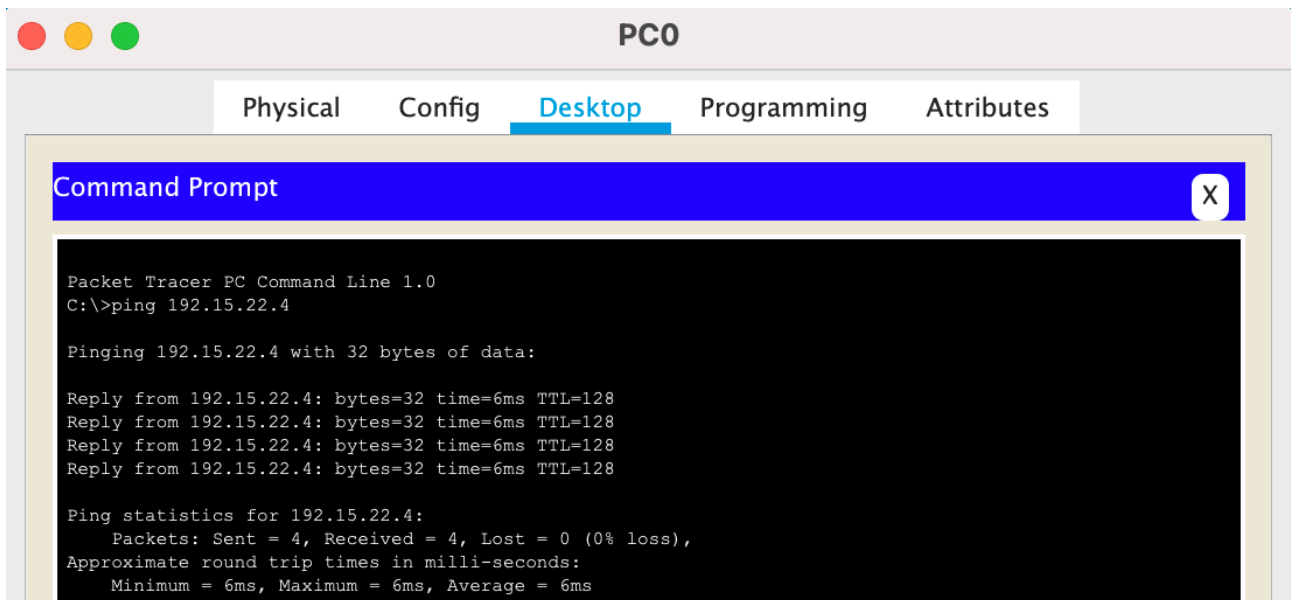 PC0
Physical Config Desktop Programming Attributes
Command Prompt
X
Packet Tracer PC Command Line 1.0
C:\>ping 192.15.22.4
Pinging 192.15.22.4 with 32 bytes of data:
Reply from 192.15.22.4: bytes=32 time=6ms TTL=128
Reply from 192.15.22.4: bytes=32 time=6ms TTL=128
Reply from 192.15.22.4: bytes=32 time=6ms TTL=128
Reply from 192.15.22.4: bytes=32 time=6ms TTL=128
Ping statistics for 192.15.22.4:
    Packets: Sent = 4, Received = 4, Lost = 0 (0% loss),
Approximate round trip times in milli-seconds:
    Minimum = 6ms, Maximum = 6ms, Average = 6ms